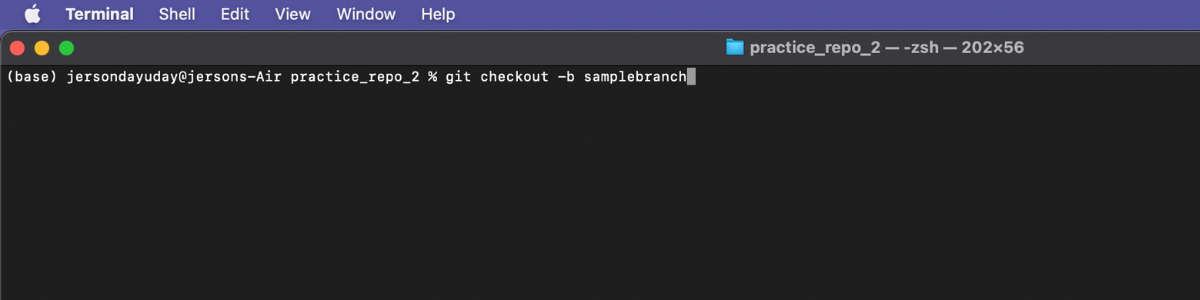 Terminal Shell Edit View Window Help
practice_repo_2 — -zsh — 202×56
(base) jersondayuday@jersons-Air practice_repo_2 % git checkout -b samplebranch